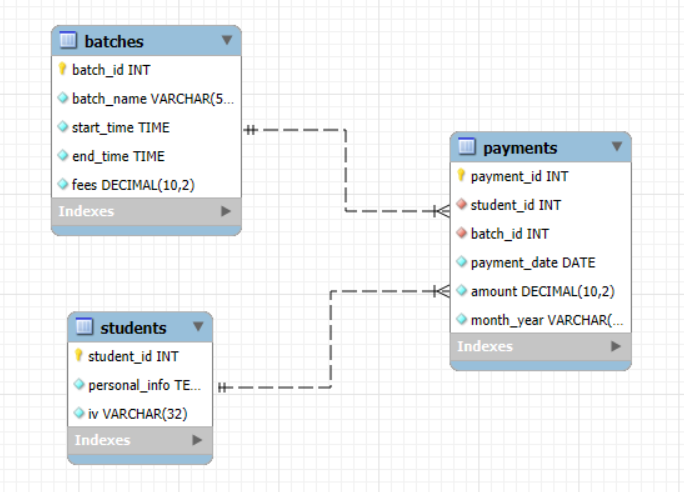 batches
batch_id INT
batch_name VARCHAR(5...
start_time TIME
end_time TIME
fees DECIMAL(10,2)
Indexes
payments
payment_id INT
student_id INT
batch_id INT
payment_date DATE
amount DECIMAL(10,2)
month_year VARCHAR(...
Indexes
students
student_id INT
personal_info TE...
iv VARCHAR(32)
Indexes